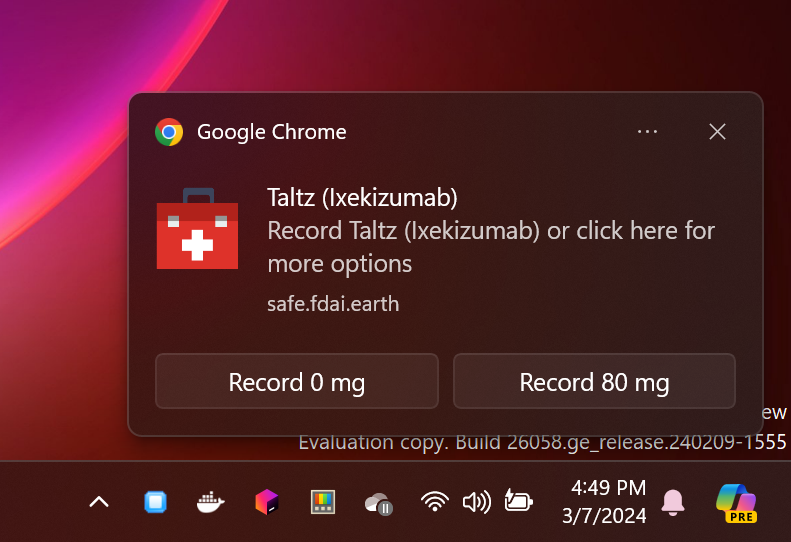 Google Chrome
Taltz (Ixekizumab)
Record Taltz (Ixekizumab) or click here for
more options
safe.fdai.earth
Record 0 mg
Record 80 mg
ew
Evaluation copy. Build 26058.ge_release.240209-1555
4:49 PM
3/7/2024
PRE